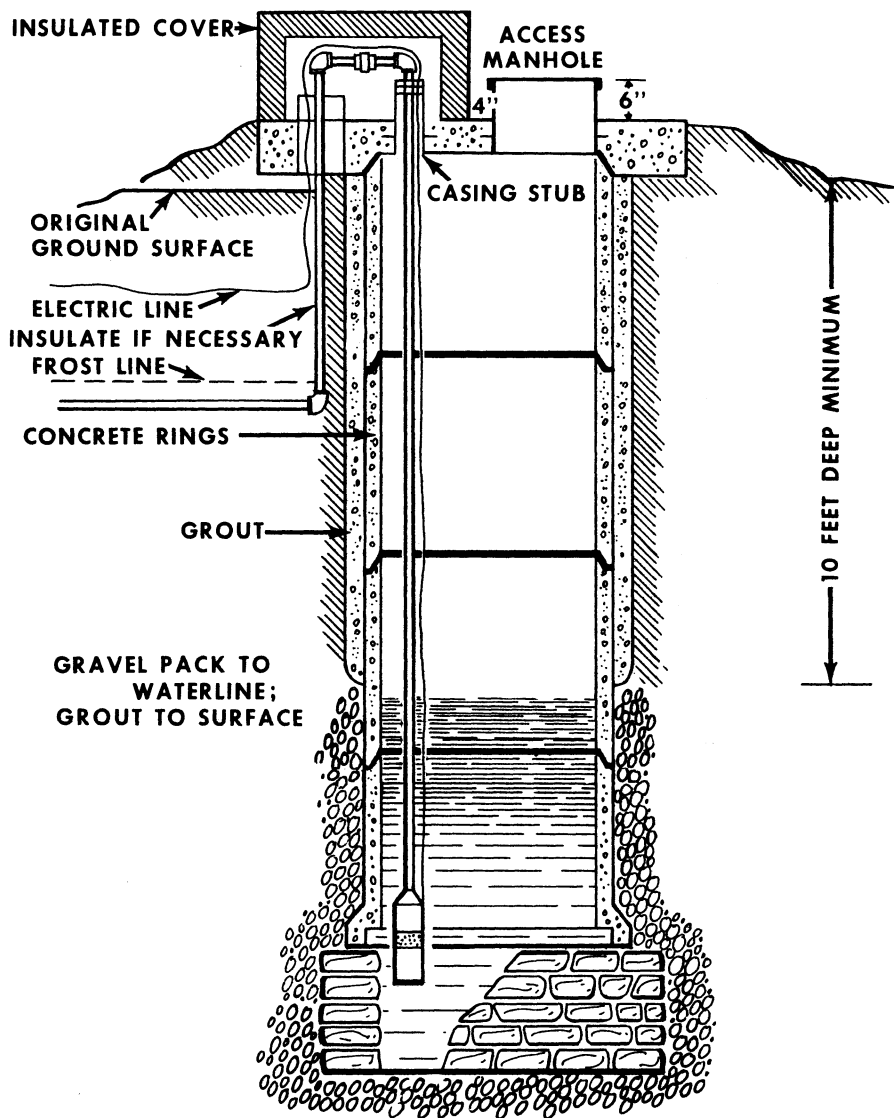 INSULATED COVER
ACCESS
MANHOLE
4"
6"
CASING STUB
ORIGINAL
GROUND SURFACE
ELECTRIC LINE
INSULATE IF NECESSARY
FROST LINE
CONCRETE RINGS
GROUT
10 FEET DEEP MINIMUM
GRAVEL PACK TO
WATERLINE;
GROUT TO SURFACE